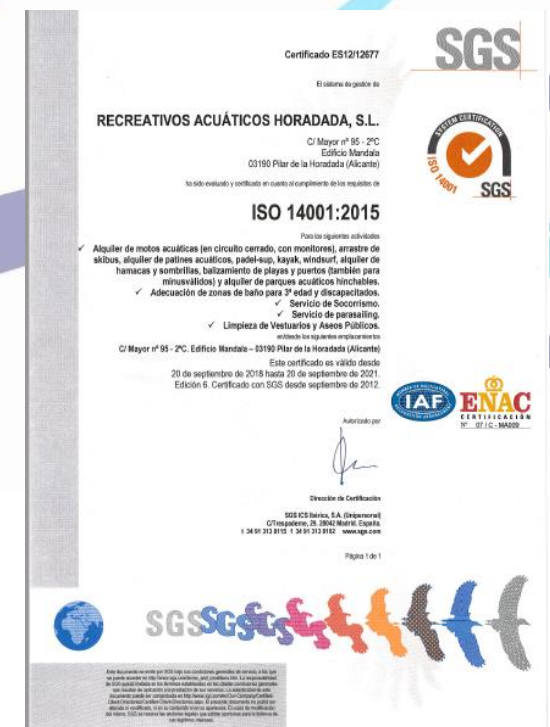 SGS
Certificado ES12/12677
El sistema de gestión de
RECREATIVOS ACUÁTICOS HORADADA, S.L.
C/ Mayor nº 95 - 2ºC
Edificio Mandala
03190 Pilar de la Horadada (Alicante)
SYSTEM CERTIFICATION
ISO 14001
SGS
ha sido evaluado y certificado en cuanto al cumplimiento de los requisitos de
ISO 14001:2015
Para las siguientes actividades
✓ Alquiler de motos acuáticas (en circuito cerrado, con monitores), arrastre de
skibus, alquiler de patines acuáticos, padel-sup, kayak, windsurf, alquiler de
hamacas y sombrillas, balizamiento de playas y puertos (también para
minusválidos) y alquiler de parques acuáticos hinchables.
✓ Adecuación de zonas de baño para 3ª edad y discapacitados.
✓ Servicio de Socorrismo.
✓ Servicio de parasailing.
✓ Limpieza de Vestuarios y Aseos Públicos.
en/desde los siguientes emplazamientos
C/ Mayor nº 95 - 2ºC. Edificio Mandala – 03190 Pilar de la Horadada (Alicante)
Este certificado es válido desde
20 de septiembre de 2018 hasta 20 de septiembre de 2021.
Edición 6. Certificado con SGS desde septiembre de 2012.
IAF
ENAC
CERTIFICACIÓN
Nº 07 / C - MA009
Autorizado por
Dirección de Certificación
SGS ICS Ibérica, S.A. (Unipersonal)
C/Trespaderne, 29. 28042 Madrid. España.
t 34 91 313 8115 f 34 91 313 8102 www.sgs.com
Página 1 de 1
SGSSGS